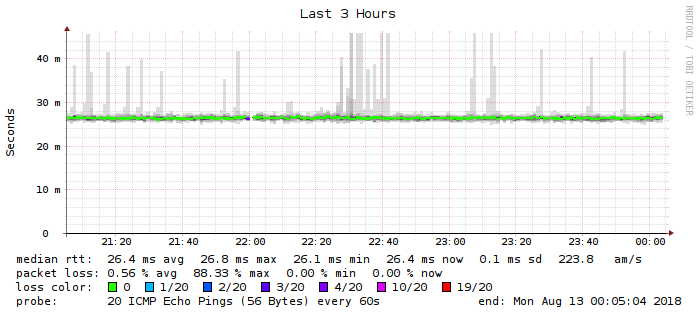 Last 3 Hours
RRDTOOL / TOBI OETIKER
Seconds
40 m
30 m
20 m
10 m
0
21:20 21:40 22:00 22:20 22:40 23:00 23:20 23:40 00:00
median rtt: 26.4 ms avg 26.8 ms max 26.1 ms min 26.4 ms now 0.1 ms sd 223.8 am/s
packet loss: 0.56 % avg 88.33 % max 0.00 % min 0.00 % now
loss color: 0 1/20 2/20 3/20 4/20 10/20 19/20
probe: 20 ICMP Echo Pings (56 Bytes) every 60s end: Mon Aug 13 00:05:04 2018